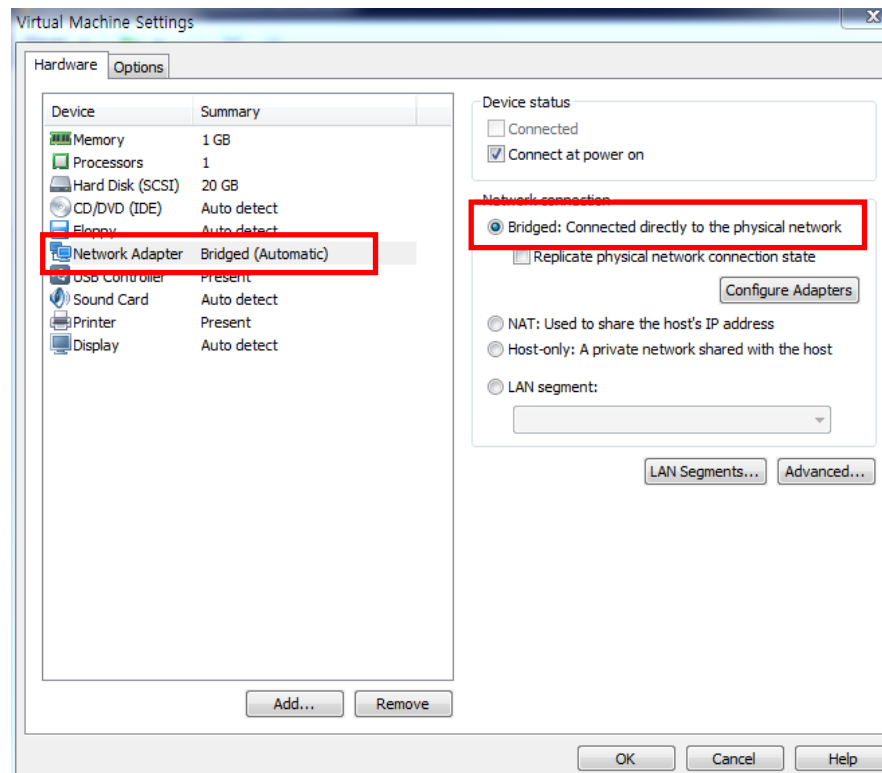 Virtual Machine Settings
Hardware Options
Device Summary
Memory 1 GB
Processors 1
Hard Disk (SCSI) 20 GB
CD/DVD (IDE) Auto detect
Floppy Auto detect
Network Adapter Bridged (Automatic)
USB Controller Present
Sound Card Auto detect
Printer Present
Display Auto detect
Add... Remove
Device status
Connected
Connect at power on
Network connection
Bridged: Connected directly to the physical network
Replicate physical network connection state
Configure Adapters
NAT: Used to share the host's IP address
Host-only: A private network shared with the host
LAN segment:
LAN Segments... Advanced...
OK Cancel Help